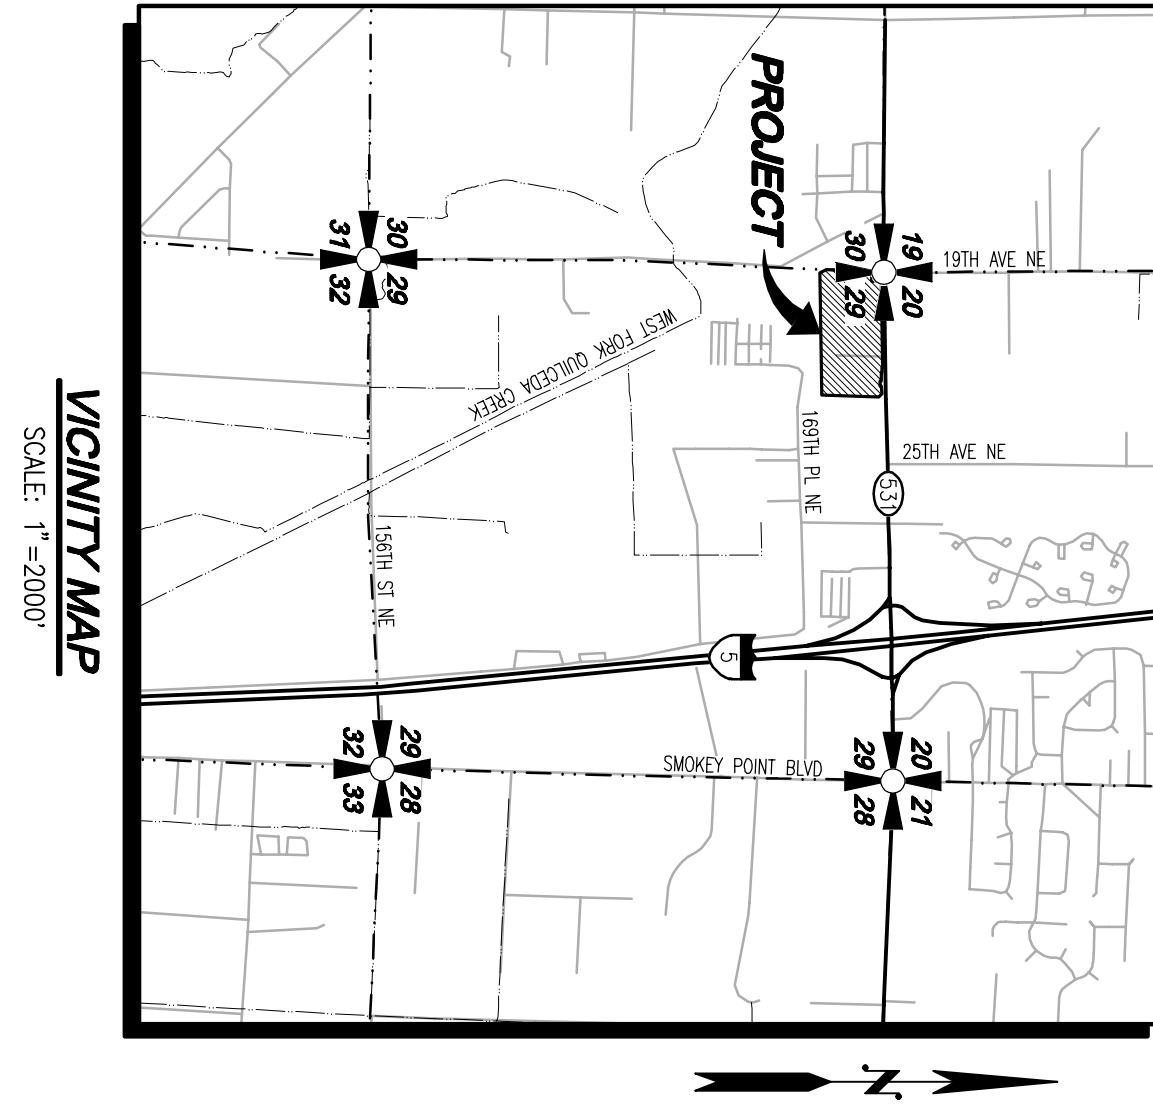 PROJECT
19 20
30 29
19TH AVE NE
30 29
31 32
WEST FORK QUILCEDA CREEK
169TH PL NE
25TH AVE NE
531
156TH ST NE
5
SMOKEY POINT BLVD
20 21
29 28
29 28
32 33
VICINITY MAP
SCALE: 1"=2000'
N